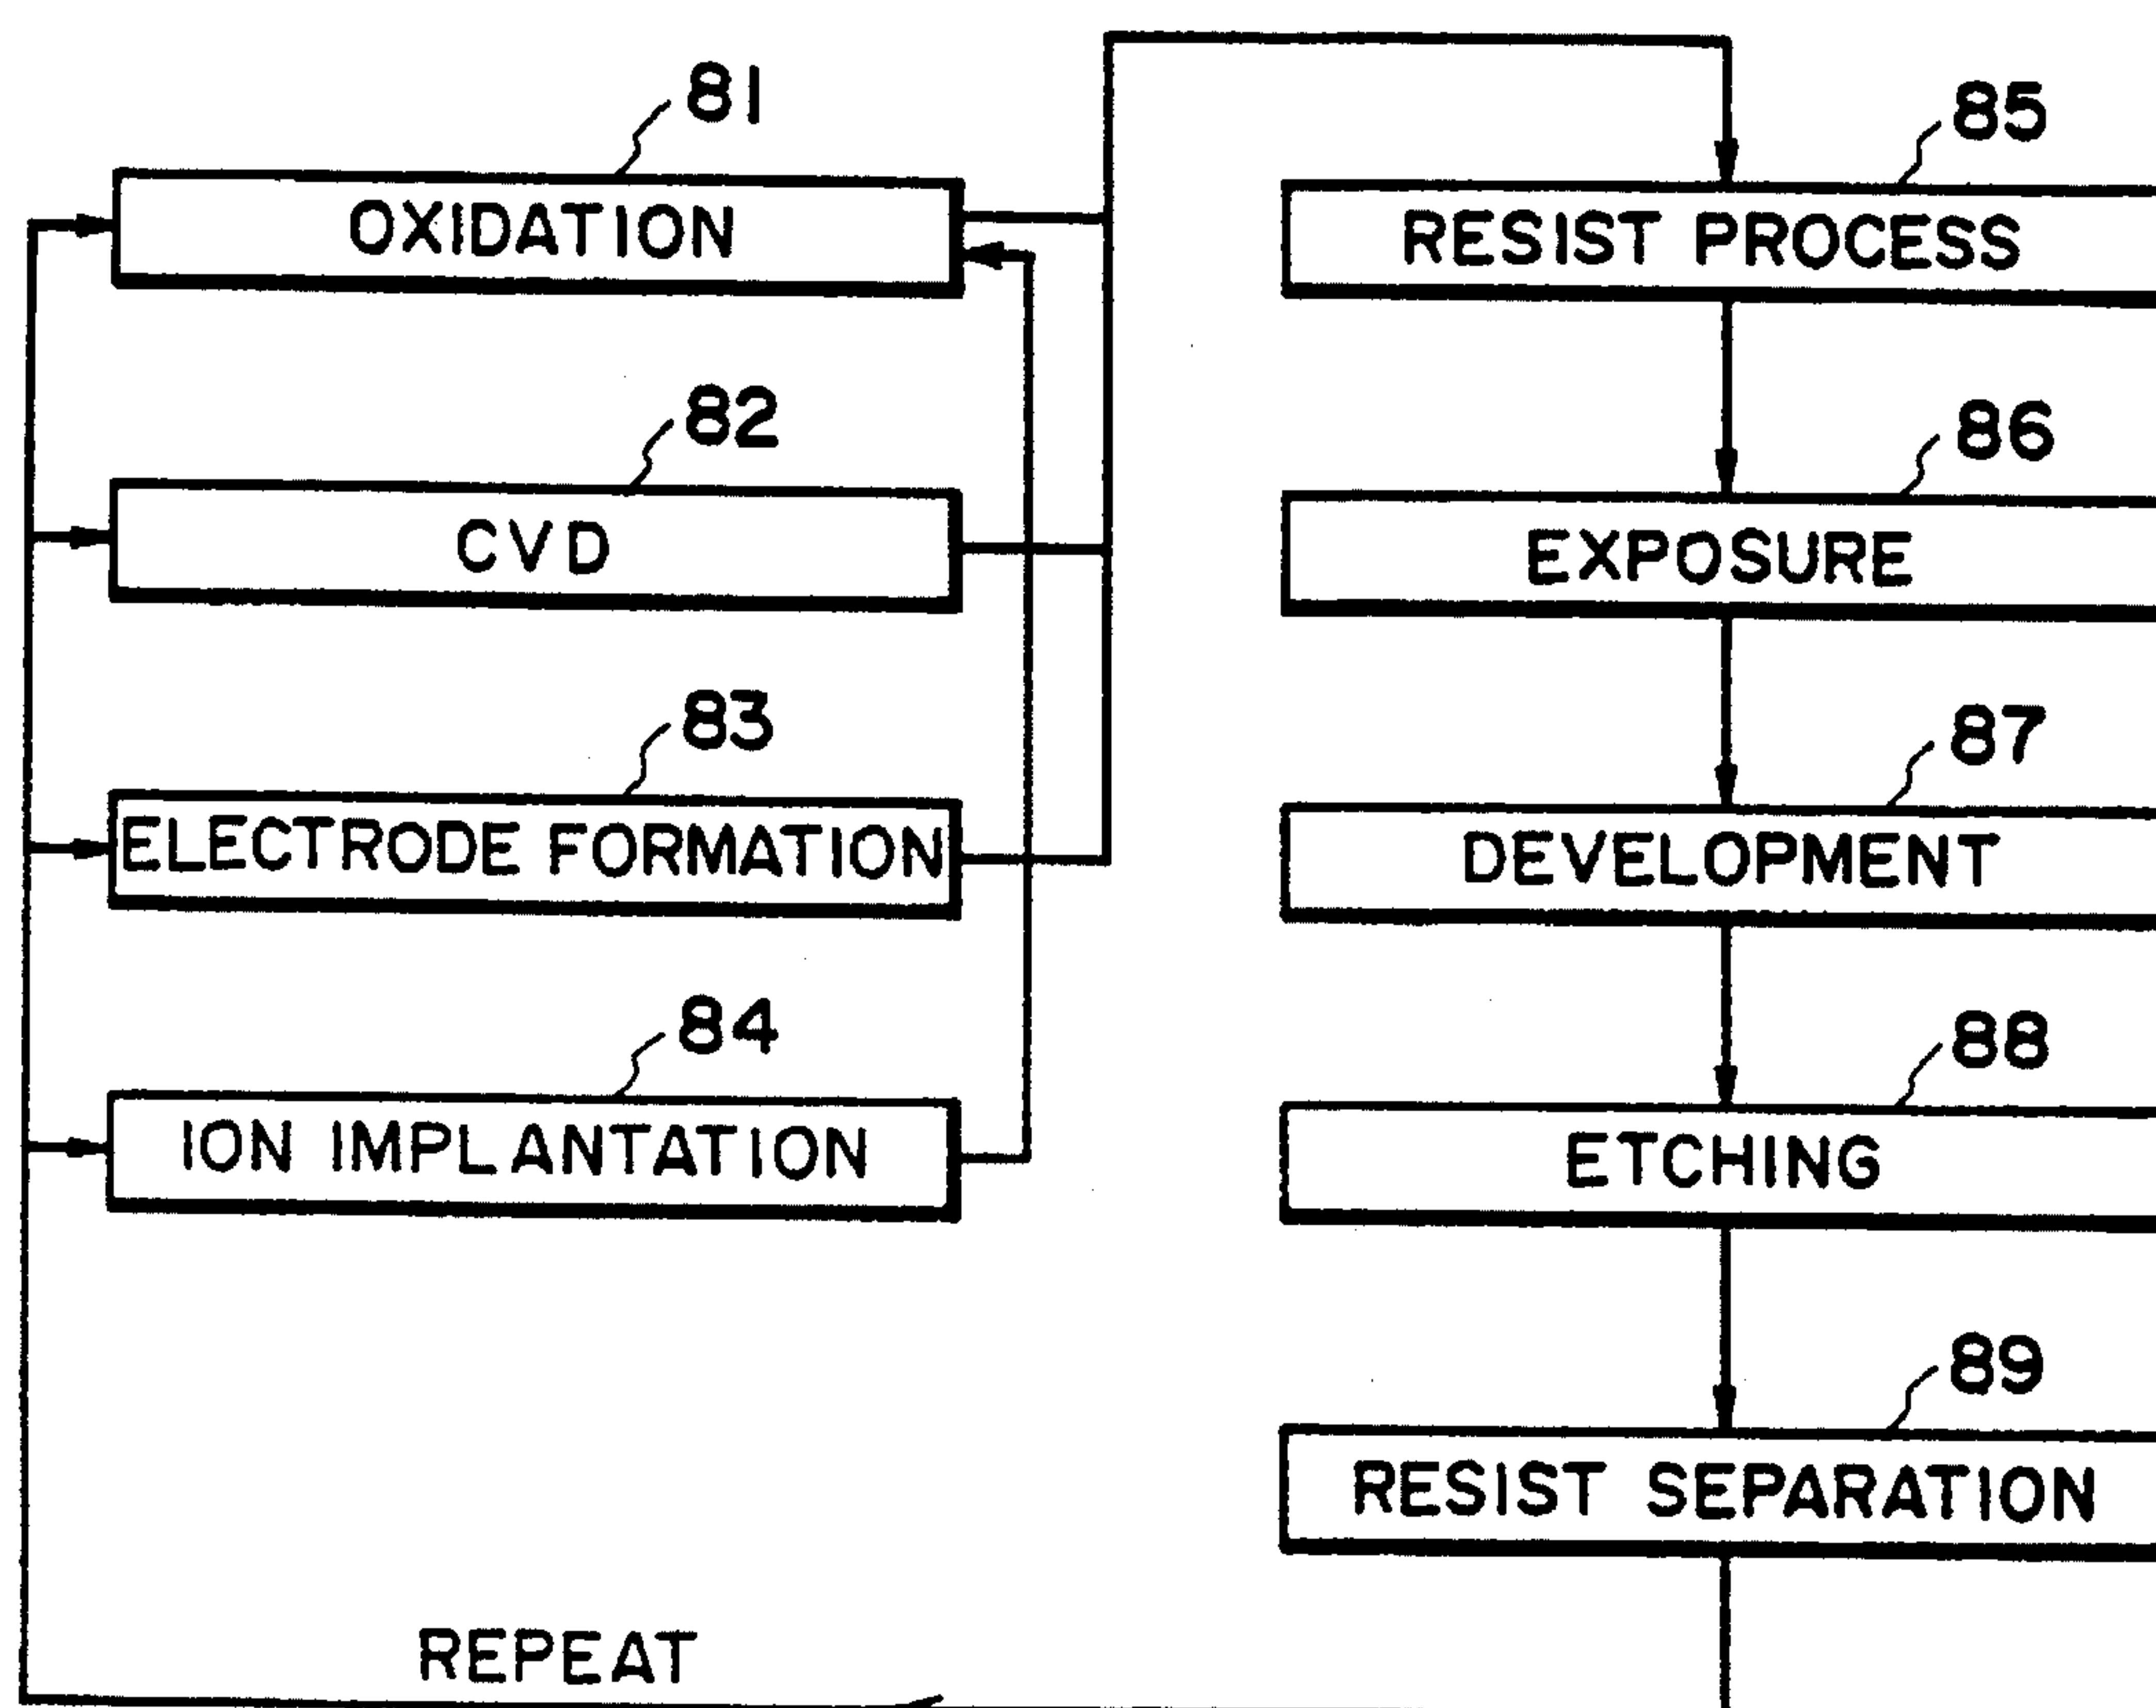 81
OXIDATION
82
CVD
83
ELECTRODE FORMATION
84
ION IMPLANTATION
REPEAT
85
RESIST PROCESS
86
EXPOSURE
87
DEVELOPMENT
88
ETCHING
89
RESIST SEPARATION